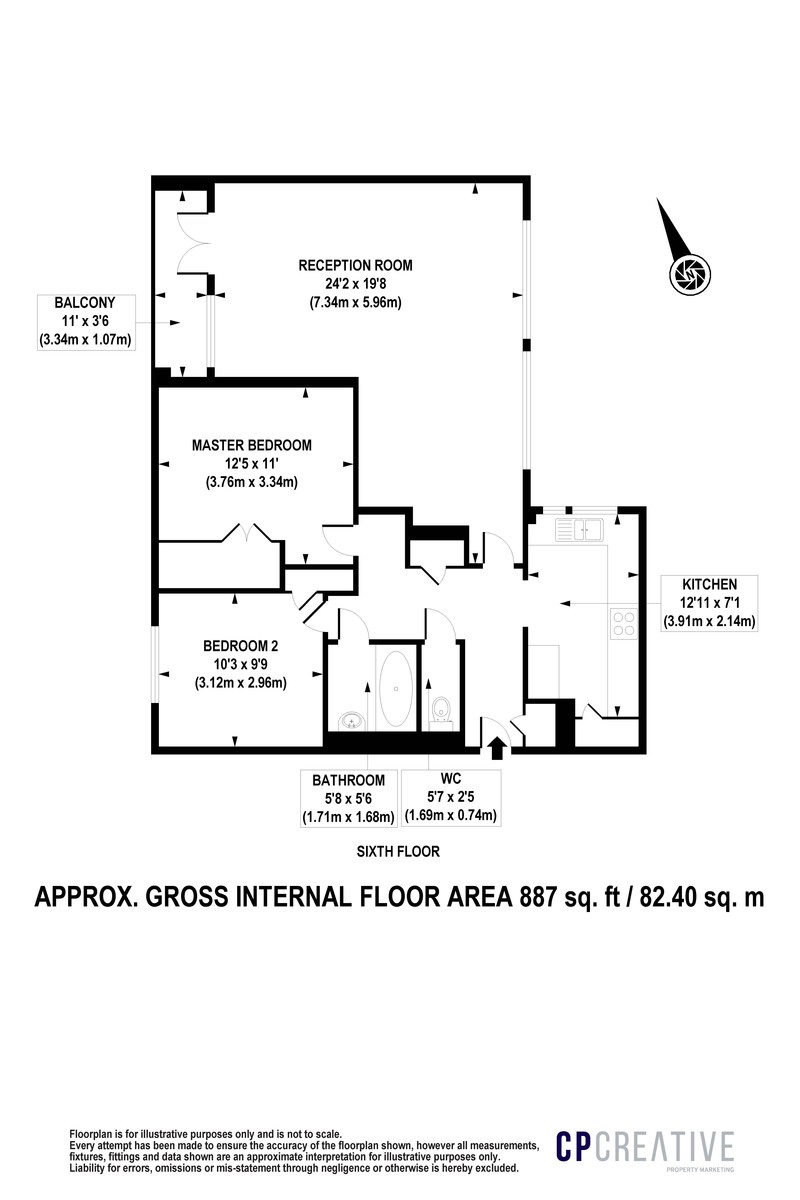 RECEPTION ROOM
24'2 x 19'8
(7.34m x 5.96m)
BALCONY
11' x 3'6
(3.34m x 1.07m)
MASTER BEDROOM
12'5 x 11'
(3.76m x 3.34m)
KITCHEN
12'11 x 7'1
(3.91m x 2.14m)
BEDROOM 2
10'3 x 9'9
(3.12m x 2.96m)
BATHROOM
5'8 x 5'6
(1.71m x 1.68m)
WC
5'7 x 2'5
(1.69m x 0.74m)
SIXTH FLOOR
APPROX. GROSS INTERNAL FLOOR AREA 887 sq. ft / 82.40 sq. m
Floorplan is for illustrative purposes only and is not to scale.
Every attempt has been made to ensure the accuracy of the floorplan shown, however all measurements,
fixtures, fittings and data shown are an approximate interpretation for illustrative purposes only.
Liability for errors, omissions or mis-statement through negligence or otherwise is hereby excluded.
CPCREATIVE
PROPERTY MARKETING